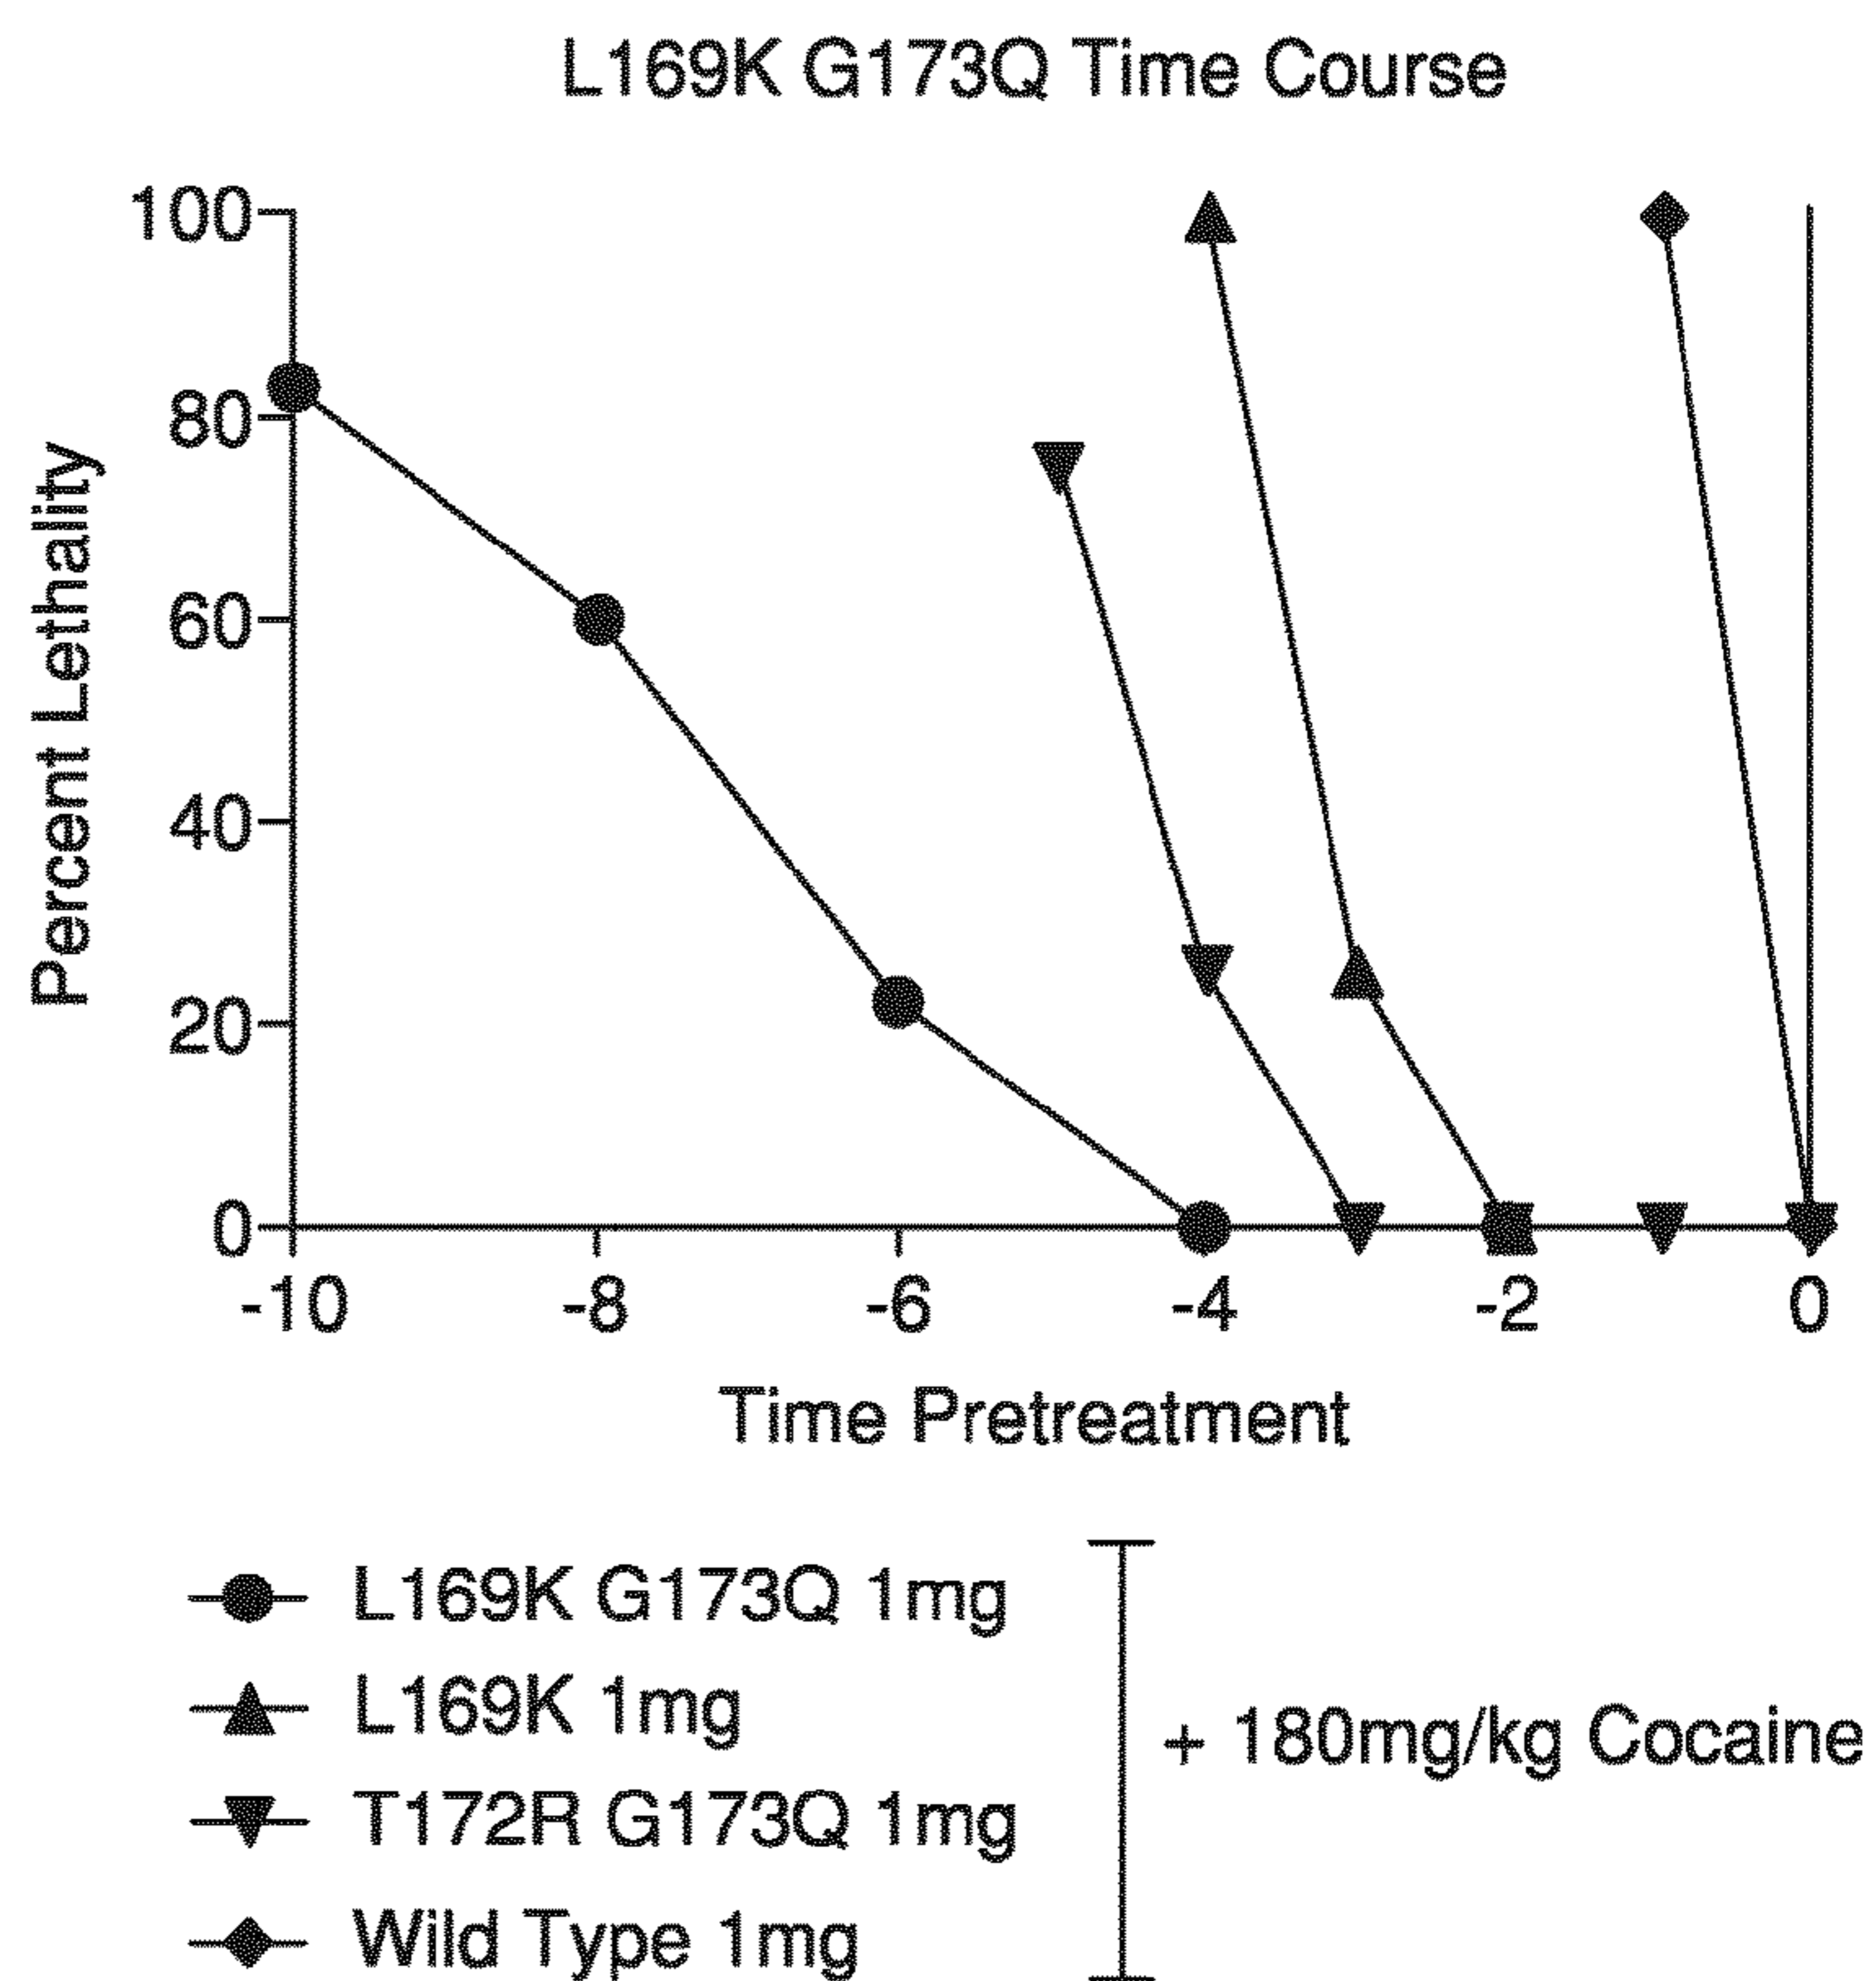 L169K G173Q Time Course
100
80
60
40
20
0
Percent Lethality
-10 -8 -6 -4 -2 0
Time Pretreatment
L169K G173Q 1mg
L169K 1mg
T172R G173Q 1mg
Wild Type 1mg
+ 180mg/kg Cocaine